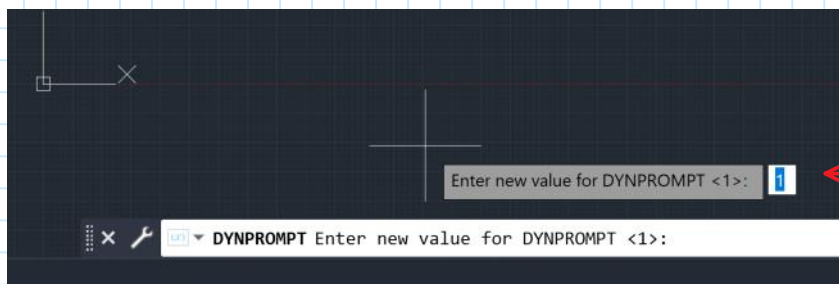 X
Enter new value for DYNPROMPT <1>: 1
DYNPROMPT Enter new value for DYNPROMPT <1>: